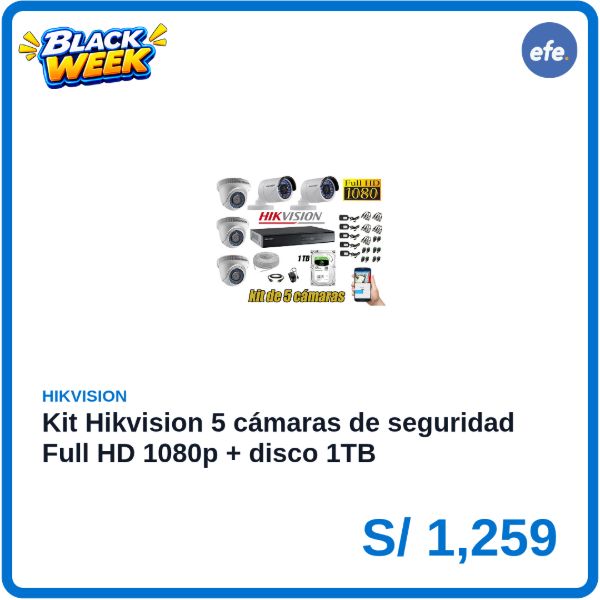 BLACK
WEEK
efe.
Full HD
1080
HIKVISION
1 TB
kit de 5 cámaras
HIKVISION
Kit Hikvision 5 cámaras de seguridad
Full HD 1080p + disco 1TB
S/ 1,259